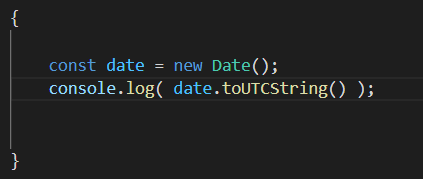 {
const date = new Date();
console.log( date.toUTCString() );
}